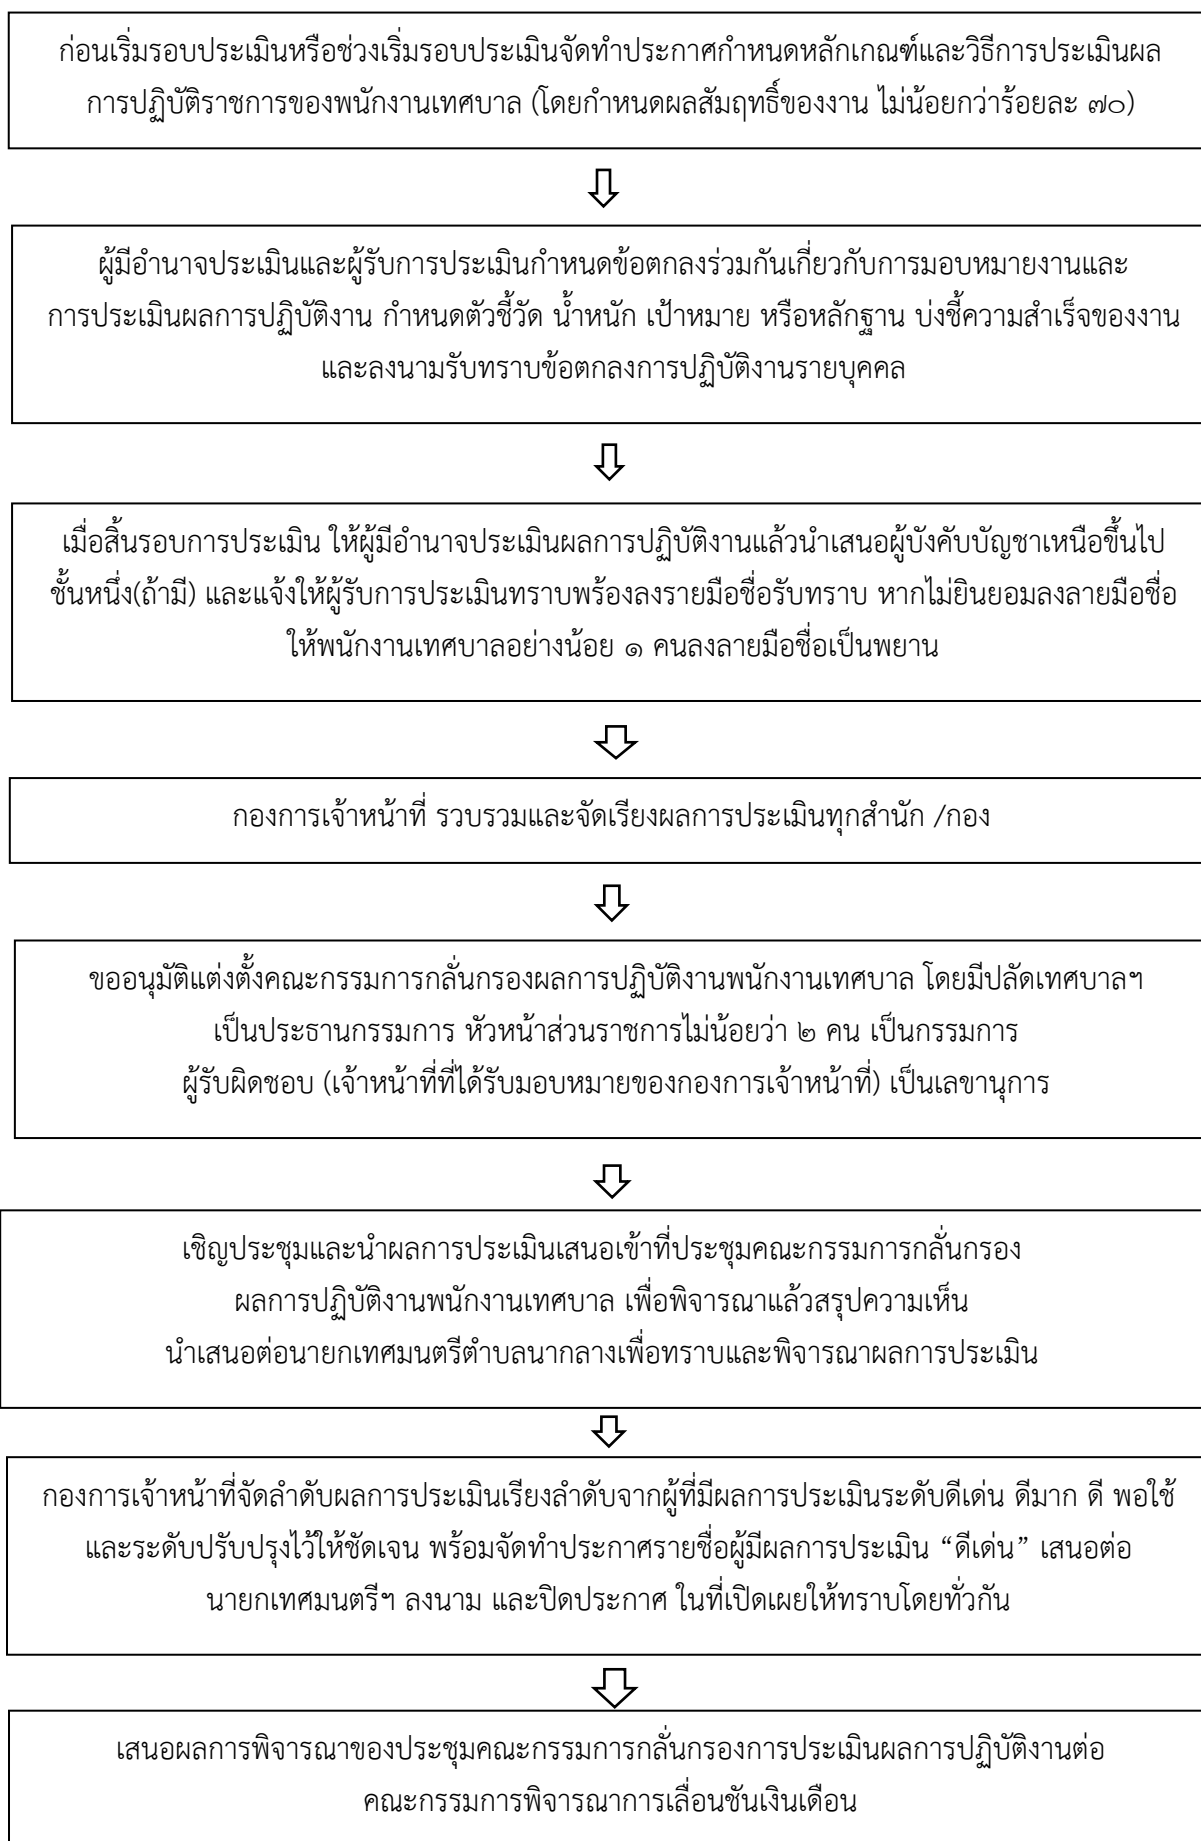 ก่อนเริ่มรอบประเมินหรือช่วงเริ่มรอบประเมินจัดทำประกาศกำหนดหลักเกณฑ์และวิธีการประเมินผล
การปฏิบัติราชการของพนักงานเทศบาล (โดยกำหนดผลสัมฤทธิ์ของงาน ไม่น้อยกว่าร้อยละ ๗๐)
ผู้มีอำนาจประเมินและผู้รับการประเมินกำหนดข้อตกลงร่วมกันเกี่ยวกับการมอบหมายงานและ
การประเมินผลการปฏิบัติงาน กำหนดตัวชี้วัด น้ำหนัก เป้าหมาย หรือหลักฐาน บ่งชี้ความสำเร็จของงาน
และลงนามรับทราบข้อตกลงการปฏิบัติงานรายบุคคล
เมื่อสิ้นรอบการประเมิน ให้ผู้มีอำนาจประเมินผลการปฏิบัติงานแล้วนำเสนอผู้บังคับบัญชาเหนือขึ้นไป
ชั้นหนึ่ง(ถ้ามี) และแจ้งให้ผู้รับการประเมินทราบพร้องลงรายมือชื่อรับทราบ หากไม่ยินยอมลงลายมือชื่อ
ให้พนักงานเทศบาลอย่างน้อย ๑ คนลงลายมือชื่อเป็นพยาน
กองการเจ้าหน้าที่ รวบรวมและจัดเรียงผลการประเมินทุกสำนัก /กอง
ขออนุมัติแต่งตั้งคณะกรรมการกลั่นกรองผลการปฏิบัติงานพนักงานเทศบาล โดยมีปลัดเทศบาลฯ
เป็นประธานกรรมการ หัวหน้าส่วนราชการไม่น้อยว่า ๒ คน เป็นกรรมการ
ผู้รับผิดชอบ (เจ้าหน้าที่ที่ได้รับมอบหมายของกองการเจ้าหน้าที่) เป็นเลขานุการ
เชิญประชุมและนำผลการประเมินเสนอเข้าที่ประชุมคณะกรรมการกลั่นกรอง
ผลการปฏิบัติงานพนักงานเทศบาล เพื่อพิจารณาแล้วสรุปความเห็น
นำเสนอต่อนายกเทศมนตรีตำบลนากลางเพื่อทราบและพิจารณาผลการประเมิน
กองการเจ้าหน้าที่จัดลำดับผลการประเมินเรียงลำดับจากผู้ที่มีผลการประเมินระดับดีเด่น ดีมาก ดี พอใช้
และระดับปรับปรุงไว้ให้ชัดเจน พร้อมจัดทำประกาศรายชื่อผู้มีผลการประเมิน “ดีเด่น” เสนอต่อ
นายกเทศมนตรีฯ ลงนาม และปิดประกาศ ในที่เปิดเผยให้ทราบโดยทั่วกัน
เสนอผลการพิจารณาของประชุมคณะกรรมการกลั่นกรองการประเมินผลการปฏิบัติงานต่อ
คณะกรรมการพิจารณาการเลื่อนชันเงินเดือน